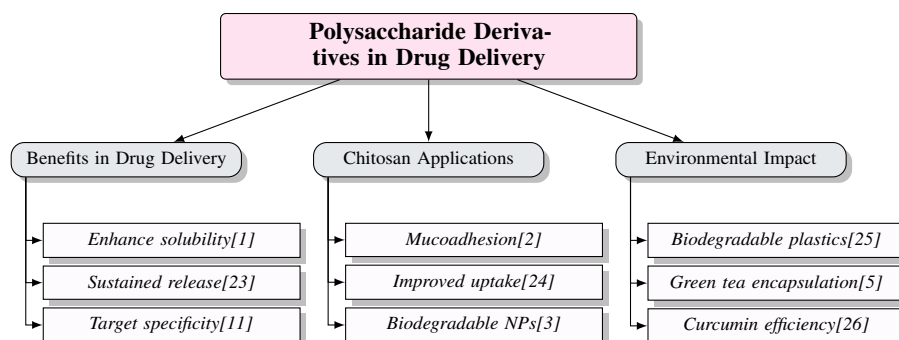 Polysaccharide Deriva-
tives in Drug Delivery
Benefits in Drug Delivery
Chitosan Applications
Environmental Impact
Enhance solubility[1]
Mucoadhesion[2]
Biodegradable plastics[25]
Sustained release[23]
Improved uptake[24]
Green tea encapsulation[5]
Target specificity[11]
Biodegradable NPs[3]
Curcumin efficiency[26]